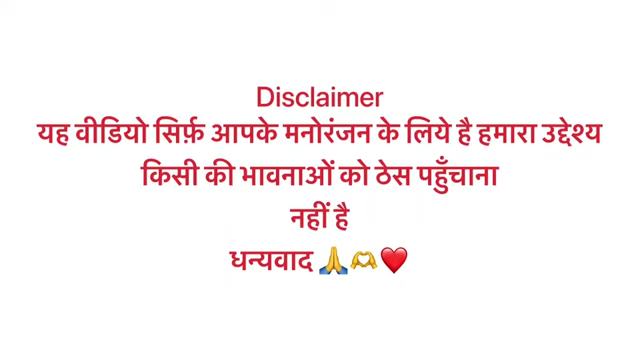 Disclaimer
यह वीडियो सिर्फ़ आपके मनोरंजन के लिये है हमारा उद्देश्य
किसी की भावनाओं को ठेस पहुँचाना
नहीं है
धन्यवाद 🙏🫶❤️